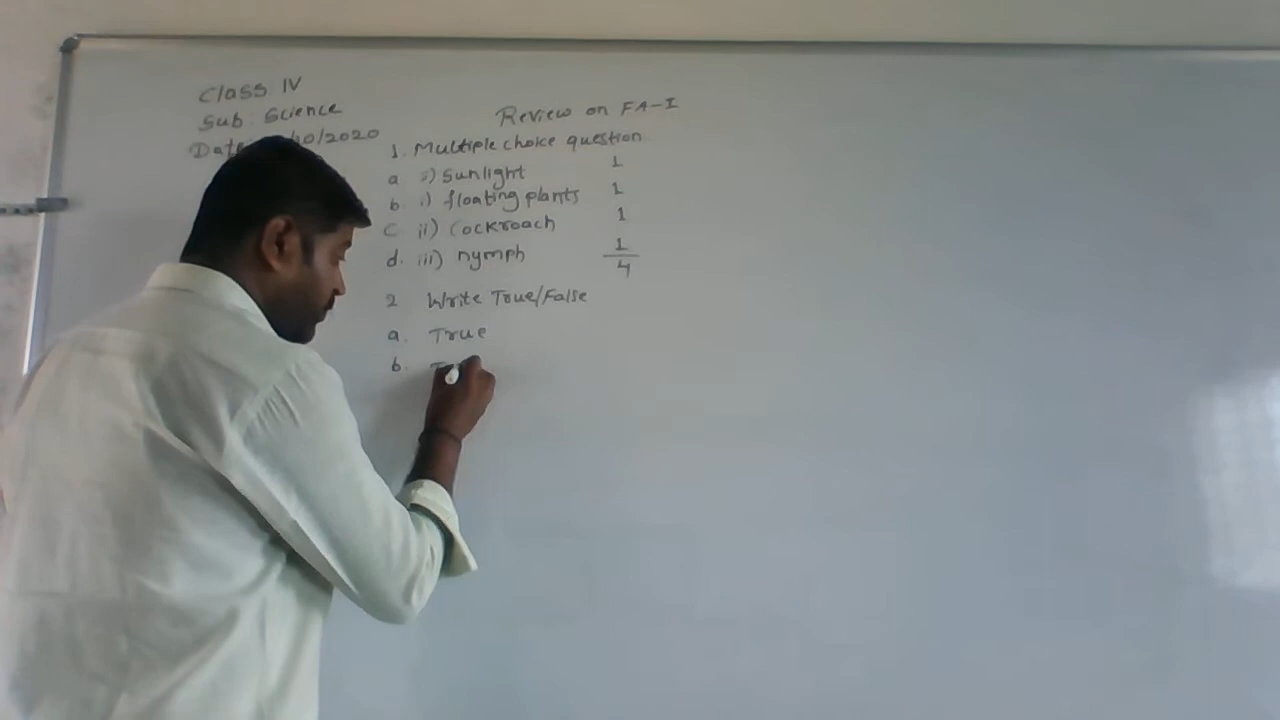 Class IV
Sub: Science
Date /10/2020
Review on FA-I
1. Multiple choice question
a ii) Sunlight 1
b. i) floating plants 1
c. ii) Cockroach 1
d. iii) nymph 1
4
2 Write True/False
a. True
b.